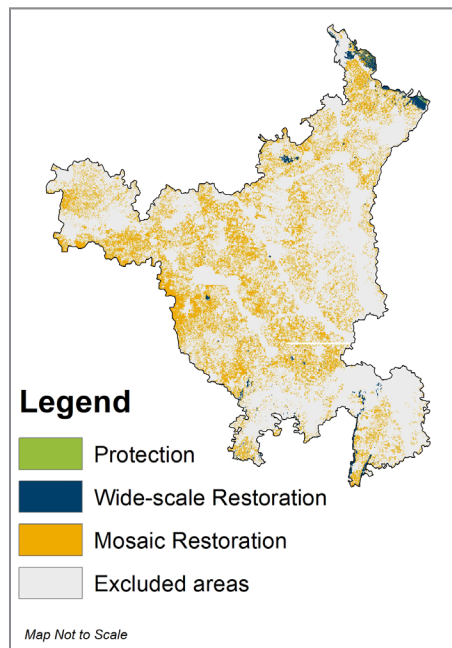 Legend
Protection
Wide-scale Restoration
Mosaic Restoration
Excluded areas
Map Not to Scale